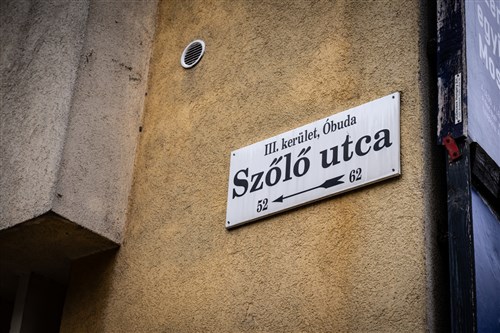 III. kerület, Óbuda
Szőlő utca
52 62